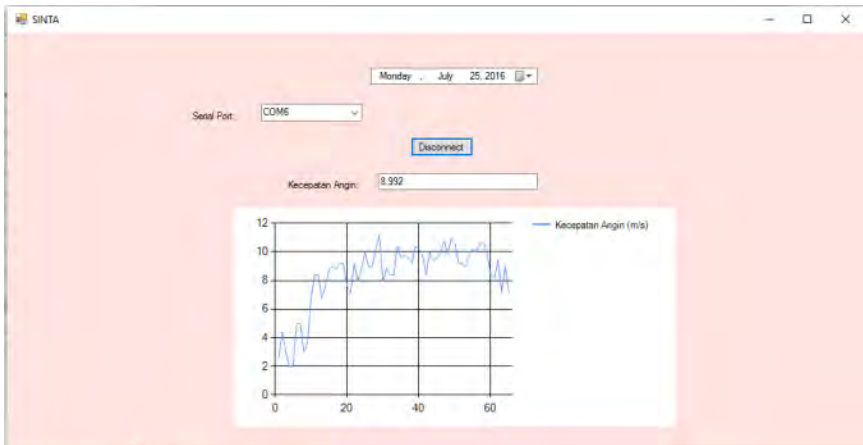 SINTA
Monday , July 25, 2016
Serial Port: COM6
Disconnect
Kecepatan Angin: 8.992
Kecepatan Angin (m/s)
12
10
8
6
4
2
0
0 20 40 60